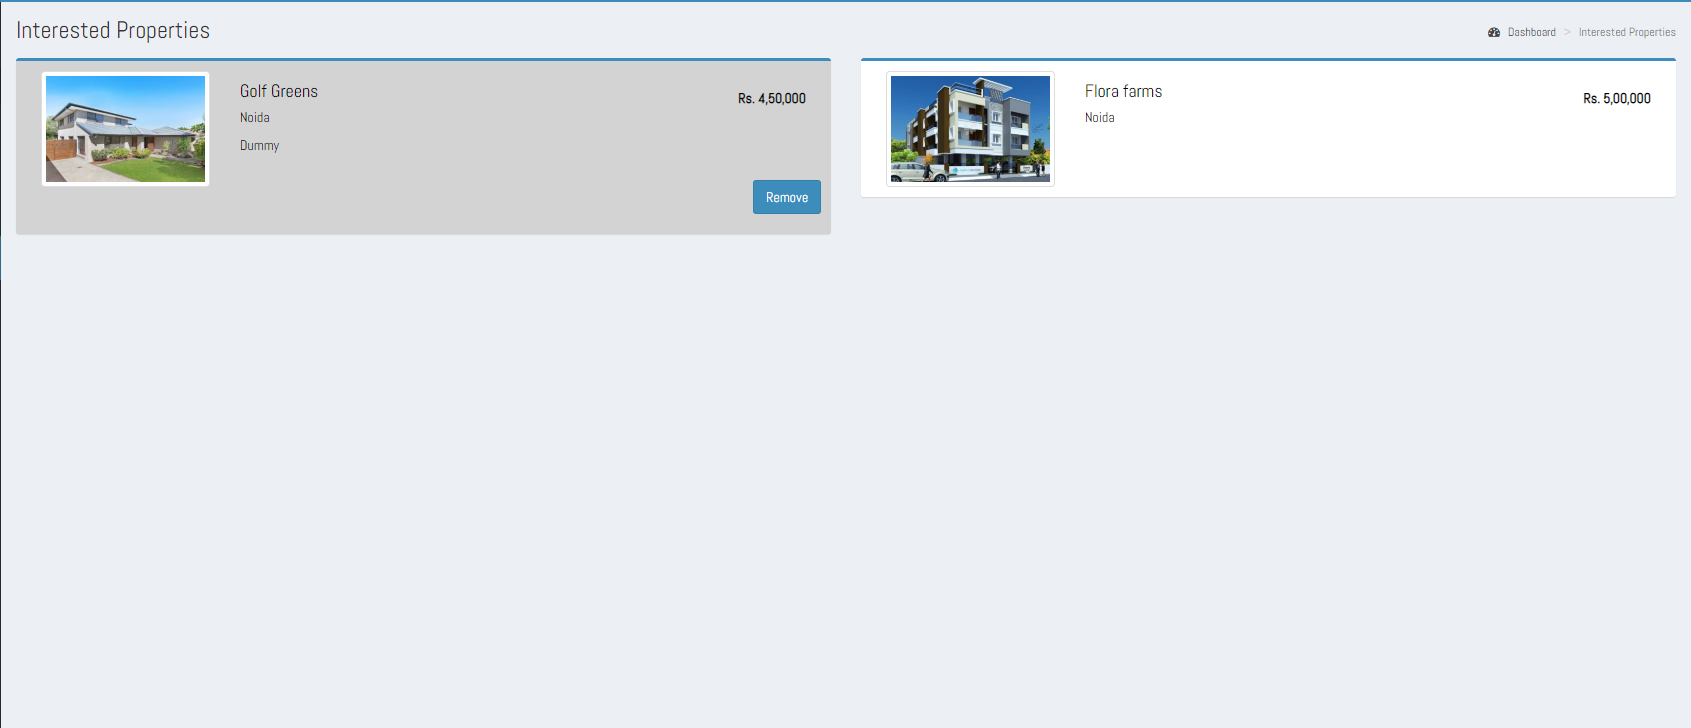 Interested Properties
Dashboard > Interested Properties
Golf Greens
Rs. 4,50,000
Noida
Dummy
Remove
Flora farms
Rs. 5,00,000
Noida